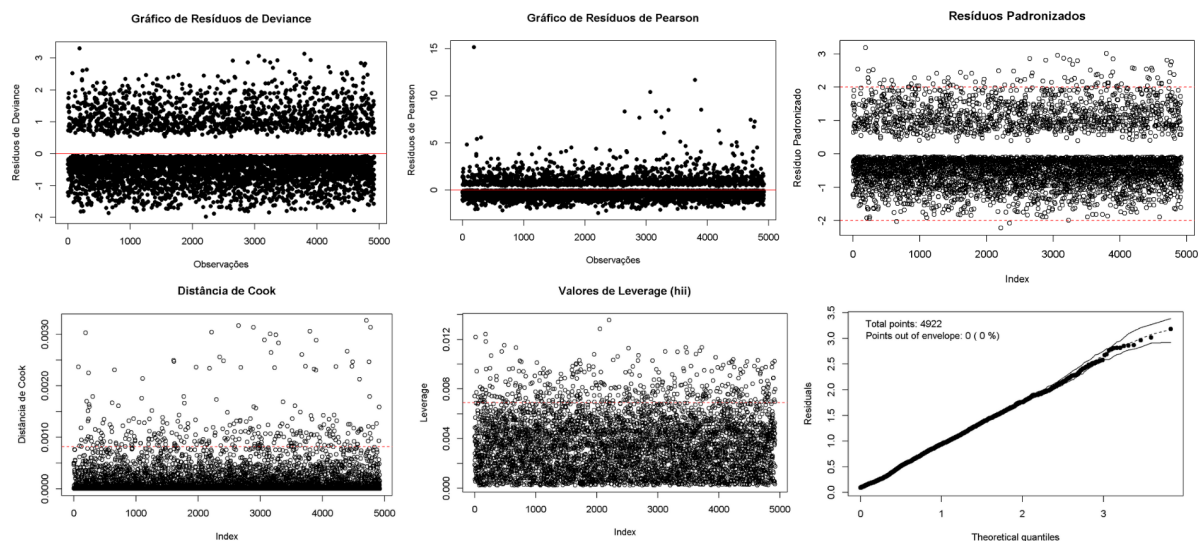 Gráfico de Resíduos de Deviance
Resíduos de Deviance
3
2
1
0
-1
-2
0 1000 2000 3000 4000 5000
Observações
Gráfico de Resíduos de Pearson
Resíduos de Pearson
15
10
5
0
0 1000 2000 3000 4000 5000
Observações
Resíduos Padronizados
Resíduo Padronizado
3
2
1
0
-1
-2
0 1000 2000 3000 4000 5000
Index
Distância de Cook
Distância de Cook
0.0030
0.0020
0.0010
0.0000
0 1000 2000 3000 4000 5000
Index
Valores de Leverage (hii)
Leverage
0.012
0.008
0.004
0.000
0 1000 2000 3000 4000 5000
Index
Total points: 4922
Points out of envelope: 0 ( 0 %)
Residuals
3.5
3.0
2.5
2.0
1.5
1.0
0.5
0.0
0 1 2 3
Theoretical quantiles